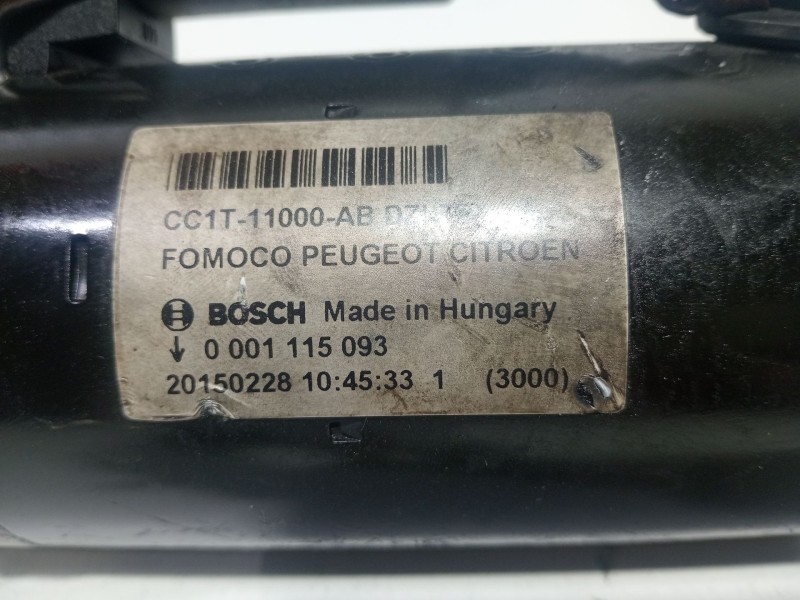 CC1T-11000-AB
FOMOCO PEUGEOT CITROEN
BOSCH Made in Hungary
↓ 0 001 115 093
20150228 10:45:33 1 (3000)